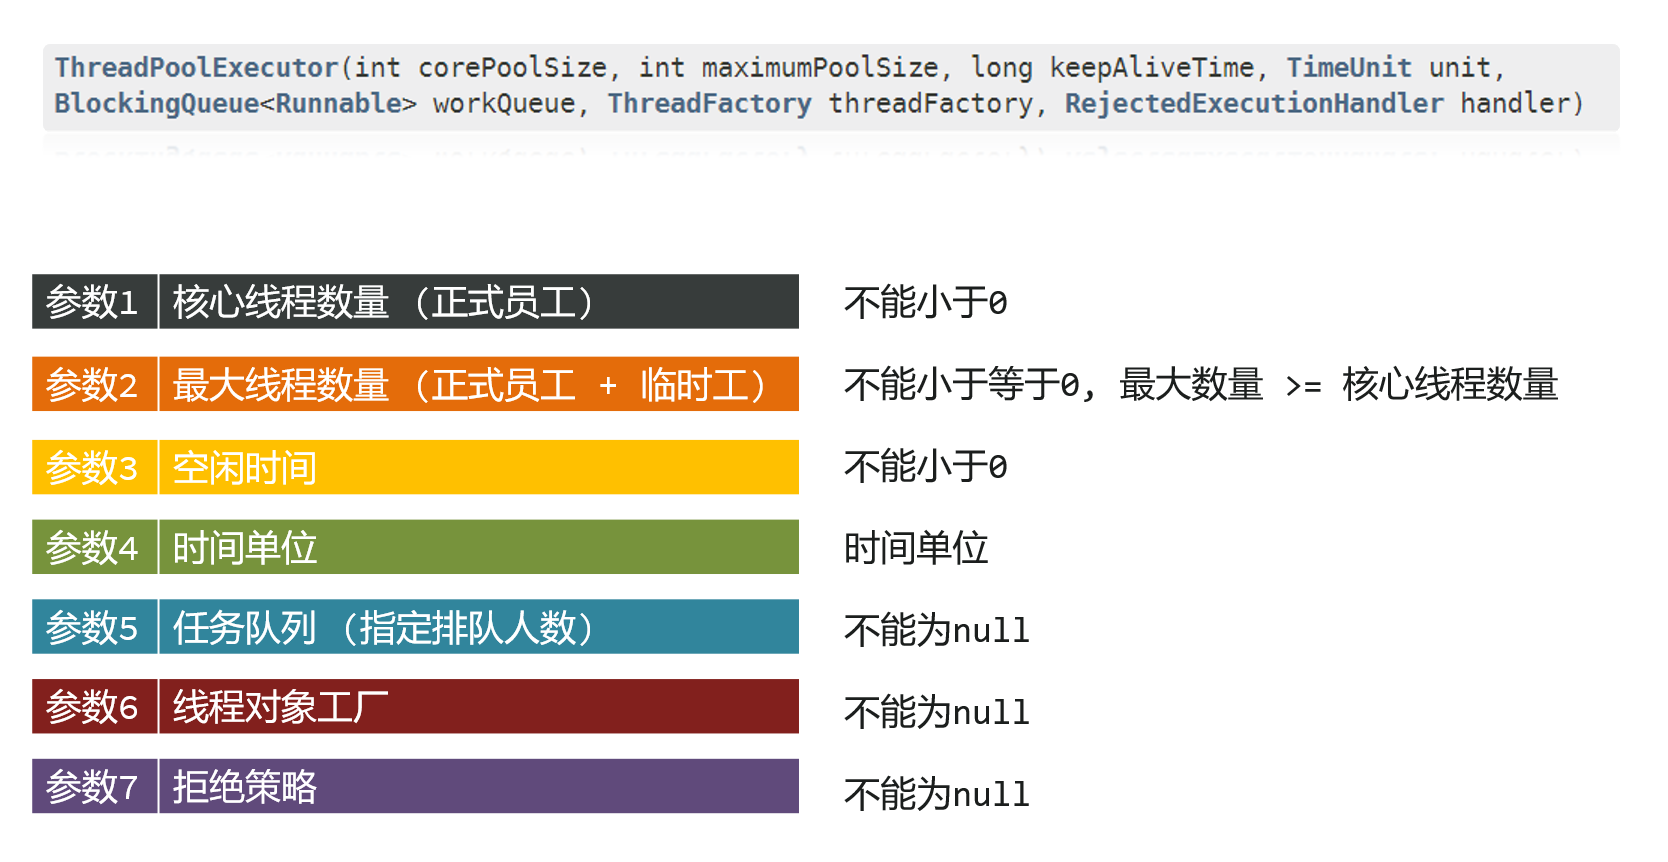 ThreadPoolExecutor(int corePoolSize, int maximumPoolSize, long keepAliveTime, TimeUnit unit,
BlockingQueue<Runnable> workQueue, ThreadFactory threadFactory, RejectedExecutionHandler handler)
参数1 核心线程数量（正式员工） 不能小于0
参数2 最大线程数量（正式员工 + 临时工） 不能小于等于0, 最大数量 >= 核心线程数量
参数3 空闲时间 不能小于0
参数4 时间单位 时间单位
参数5 任务队列（指定排队人数） 不能为null
参数6 线程对象工厂 不能为null
参数7 拒绝策略 不能为null